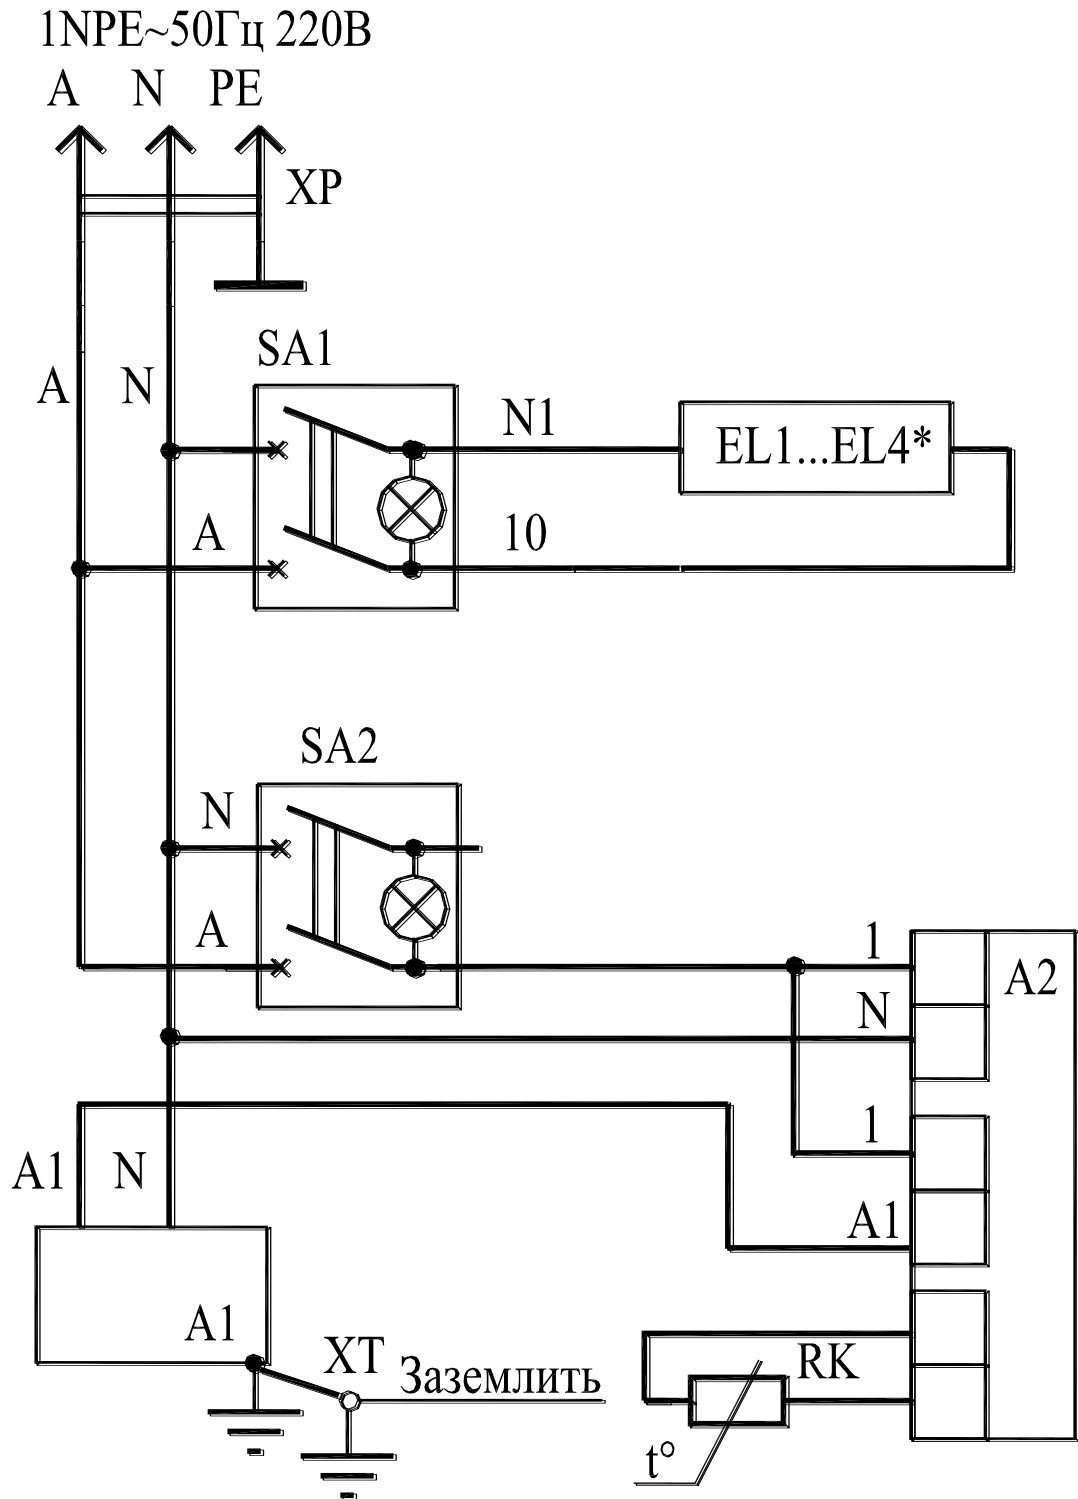 1NPE~50Гц 220В
A N PE
XP
SA1
A N
N1
EL1...EL4*
A
10
SA2
N
A
1
A2
N
1
A1 N
A1
A1
XT
Заземлить
RK
t°